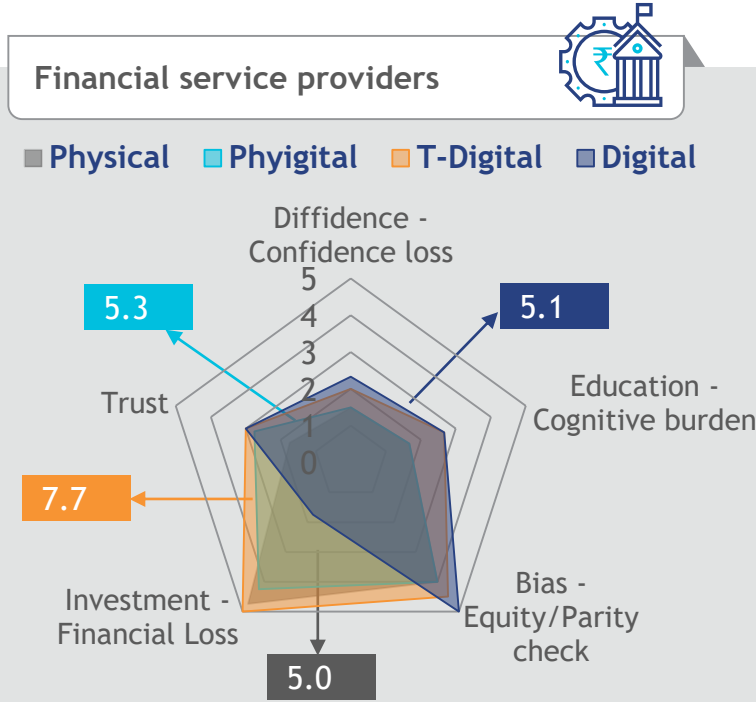 Financial service providers
₹
Physical Phyigital T-Digital Digital
Diffidence -
Confidence loss
5
4
3
2
1
0
5.3
5.1
Trust
Education -
Cognitive burden
7.7
Investment -
Financial Loss
Bias -
Equity/Parity
check
5.0